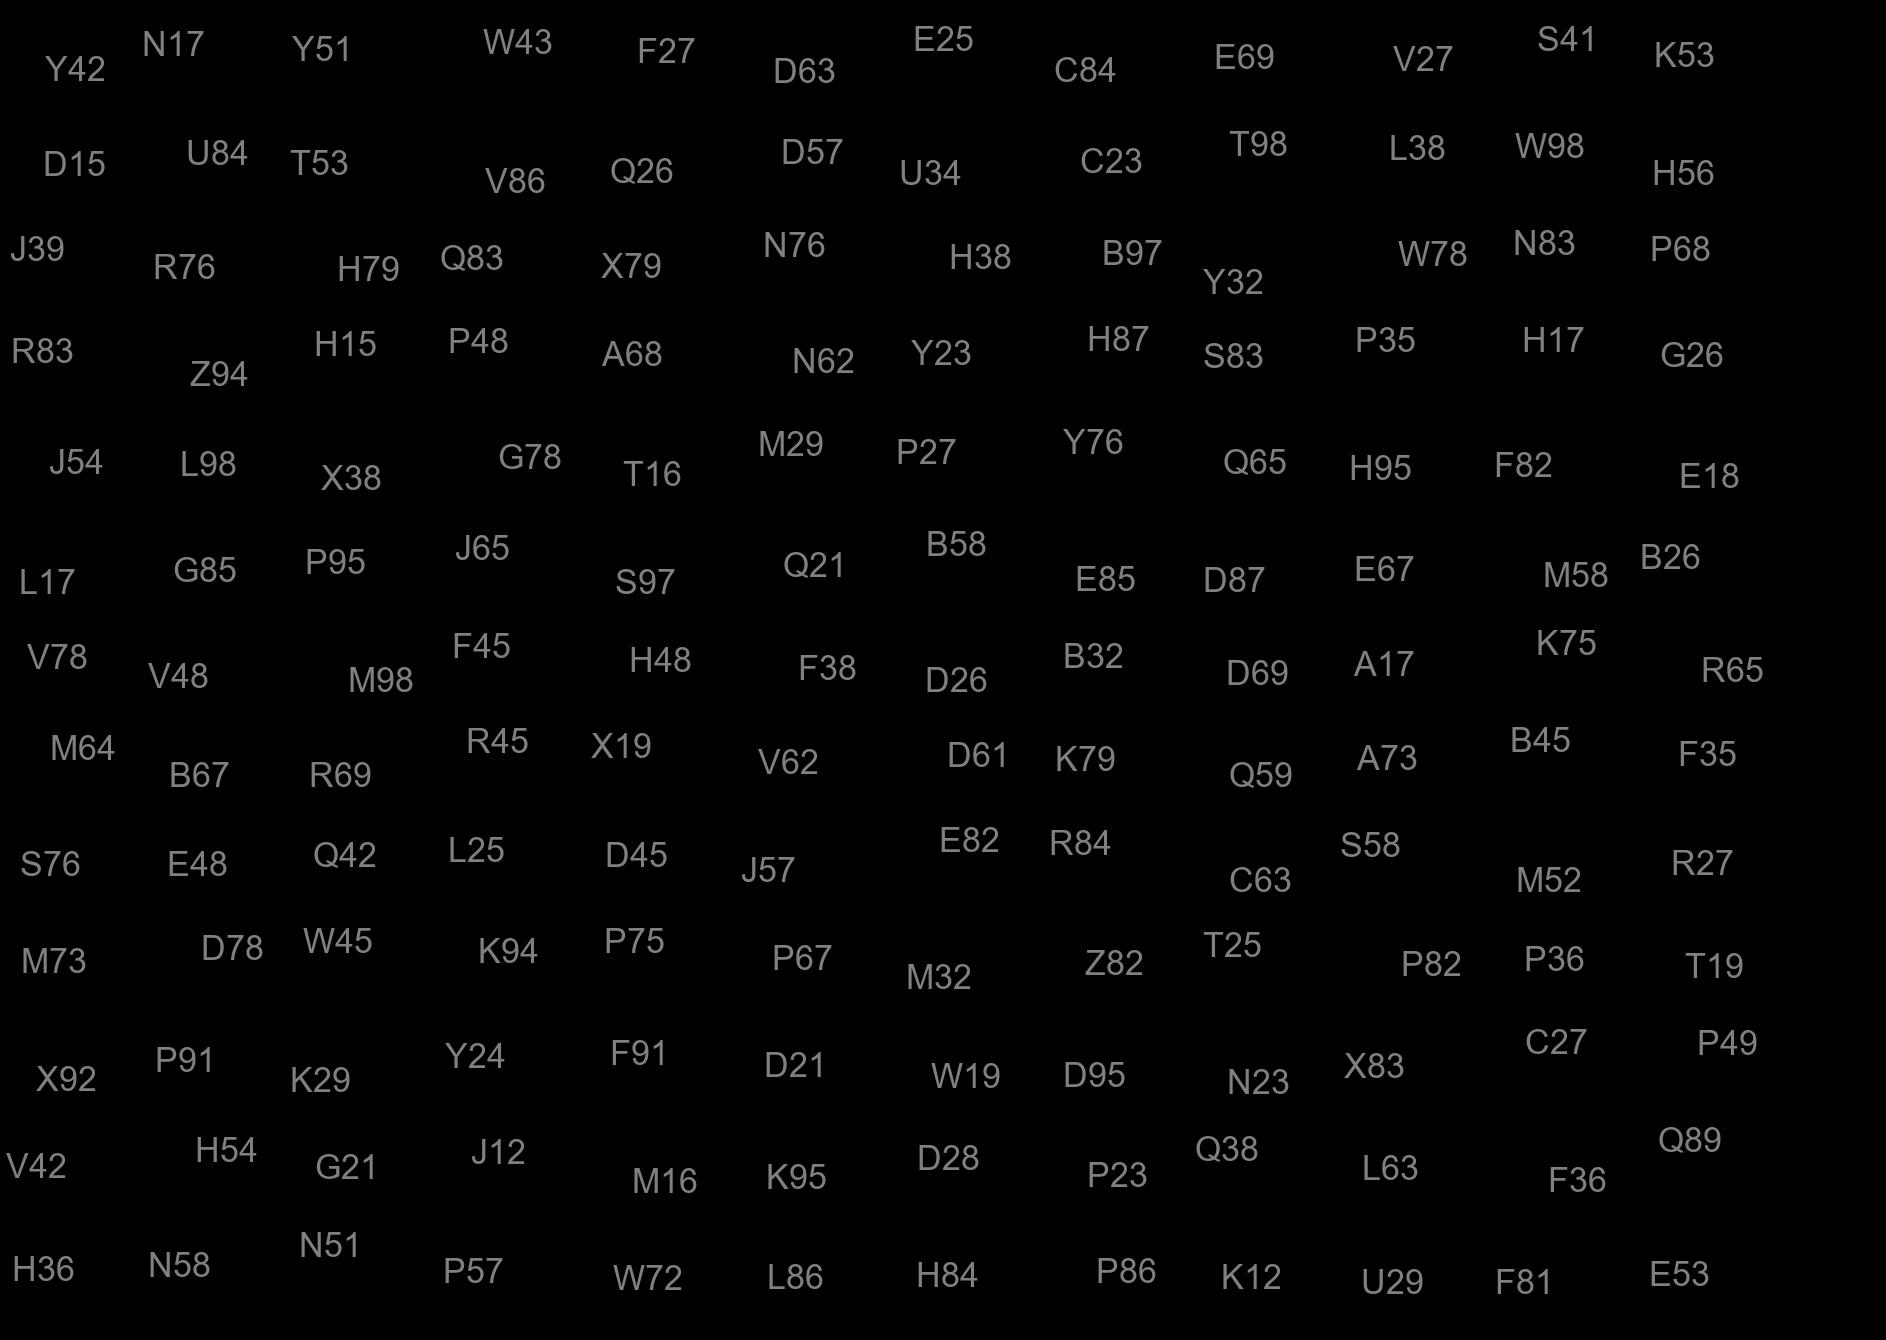 Y42 N17 Y51 W43 F27 D63 E25 C84 E69 V27 S41 K53
D15 U84 T53 V86 Q26 D57 U34 C23 T98 L38 W98 H56
J39 R76 H79 Q83 X79 N76 H38 B97 Y32 W78 N83 P68
R83 Z94 H15 P48 A68 N62 Y23 H87 S83 P35 H17 G26
J54 L98 X38 G78 T16 M29 P27 Y76 Q65 H95 F82 E18
L17 G85 P95 J65 S97 Q21 B58 E85 D87 E67 M58 B26
V78 V48 M98 F45 H48 F38 D26 B32 D69 A17 K75 R65
M64 B67 R69 R45 X19 V62 D61 K79 Q59 A73 B45 F35
S76 E48 Q42 L25 D45 J57 E82 R84 C63 S58 M52 R27
M73 D78 W45 K94 P75 P67 M32 Z82 T25 P82 P36 T19
X92 P91 K29 Y24 F91 D21 W19 D95 N23 X83 C27 P49
V42 H54 G21 J12 M16 K95 D28 P23 Q38 L63 F36 Q89
H36 N58 N51 P57 W72 L86 H84 P86 K12 U29 F81 E53